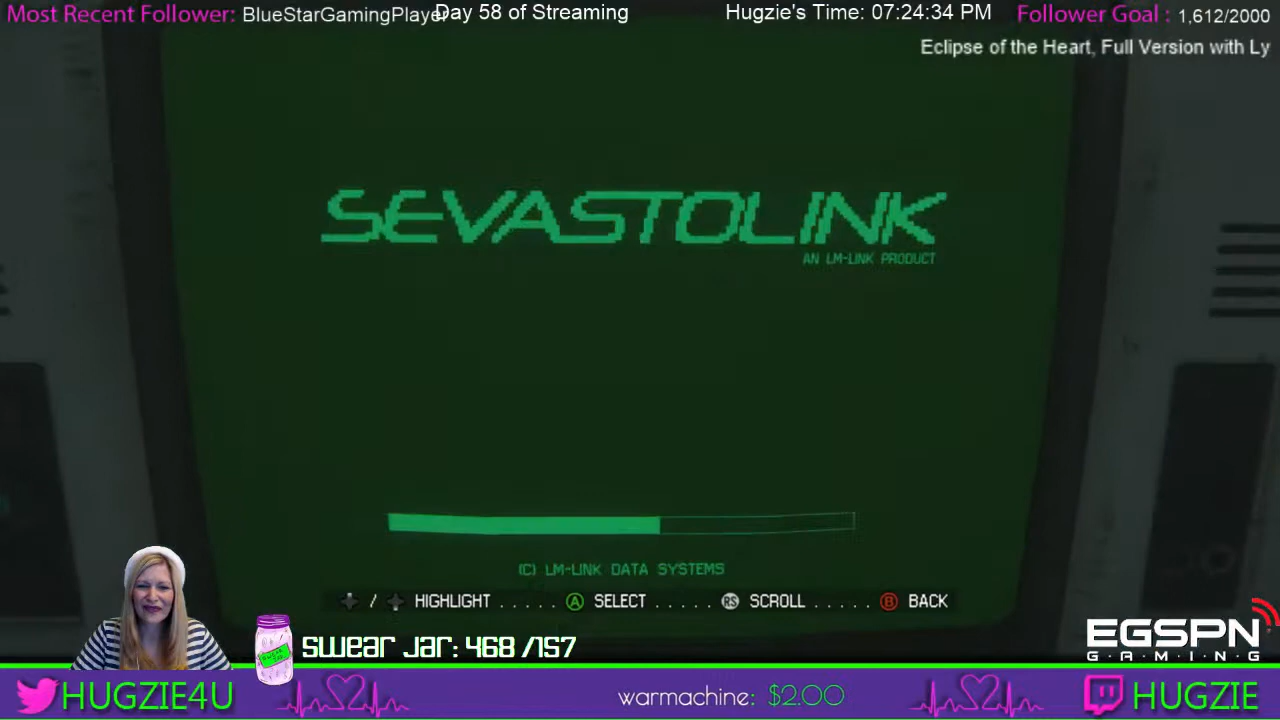 Most Recent Follower: BlueStarGamingPlayer
Day 58 of Streaming
Hugzie's Time: 07:24:34 PM
Follower Goal : 1,612/2000
Eclipse of the Heart, Full Version with Ly
SEVASTOLINK
AN LM-LINK PRODUCT
(C) LM-LINK DATA SYSTEMS
/ HIGHLIGHT ..... A SELECT ..... RS SCROLL ..... B BACK
swear jar: 468 /157
EGSPN
GAMING
HUGZIE4U
warmachine: $2.00
HUGZIE